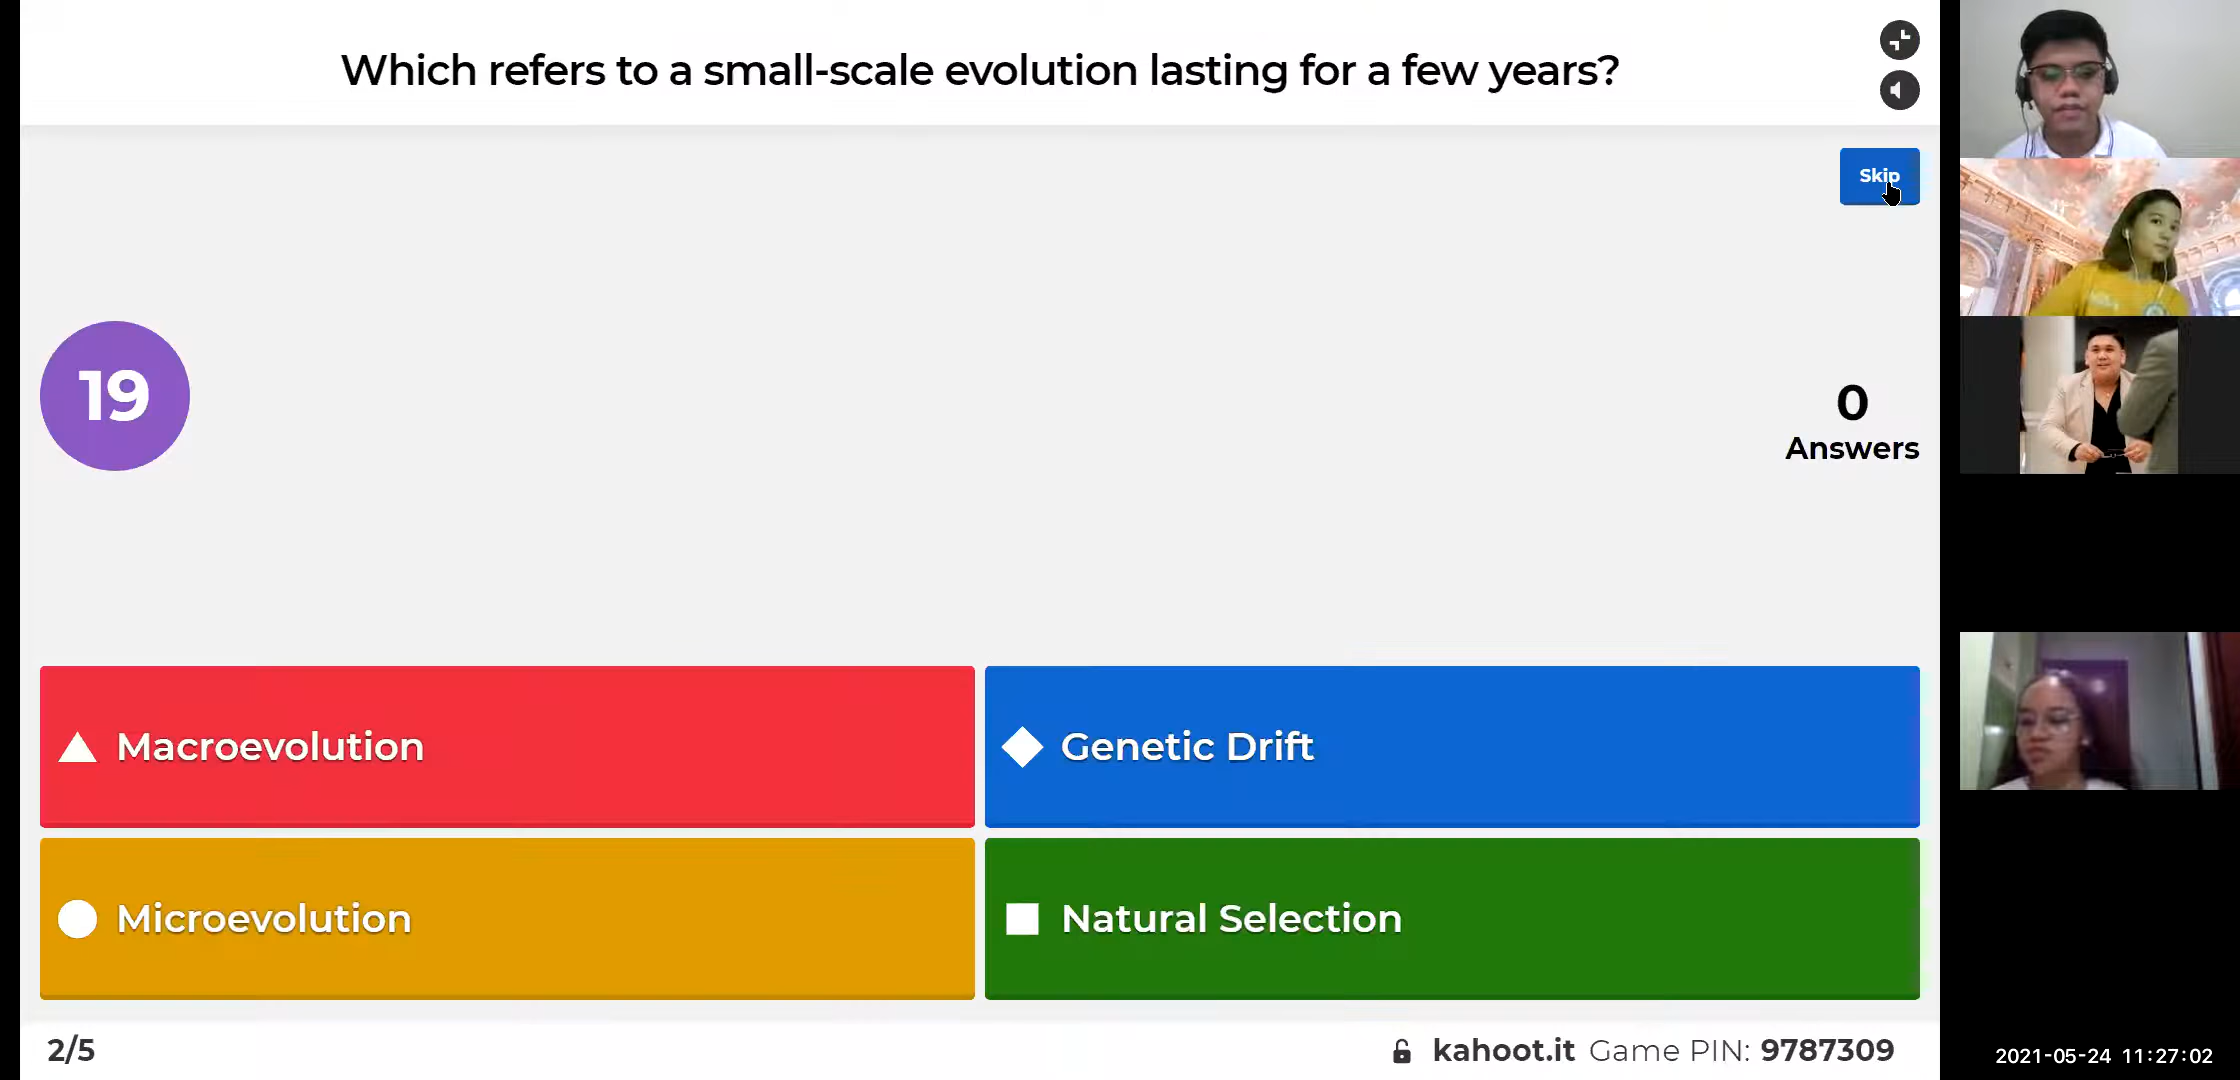 Which refers to a small-scale evolution lasting for a few years?
Skip
19
0
Answers
Macroevolution
Genetic Drift
Microevolution
Natural Selection
2/5
kahoot.it Game PIN: 9787309
2021-05-24 11:27:02